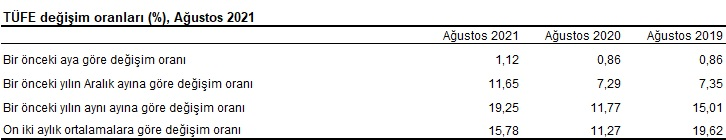 TÜFE değişim oranları (%), Ağustos 2021
Ağustos 2021 Ağustos 2020 Ağustos 2019
Bir önceki aya göre değişim oranı 1,12 0,86 0,86
Bir önceki yılın Aralık ayına göre değişim oranı 11,65 7,29 7,35
Bir önceki yılın aynı ayına göre değişim oranı 19,25 11,77 15,01
On iki aylık ortalamalara göre değişim oranı 15,78 11,27 19,62